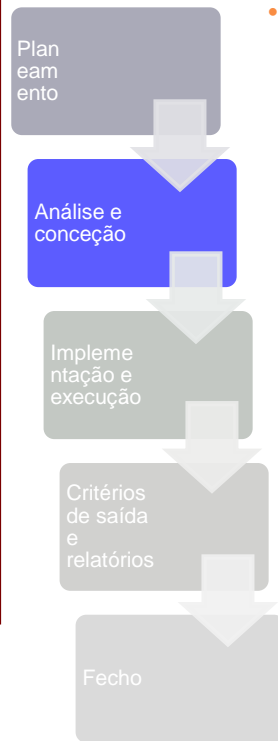 Plan
eam
ento
Análise e
conceção
Impleme
ntação e
execução
Critérios
de saída
e
relatórios
Fecho